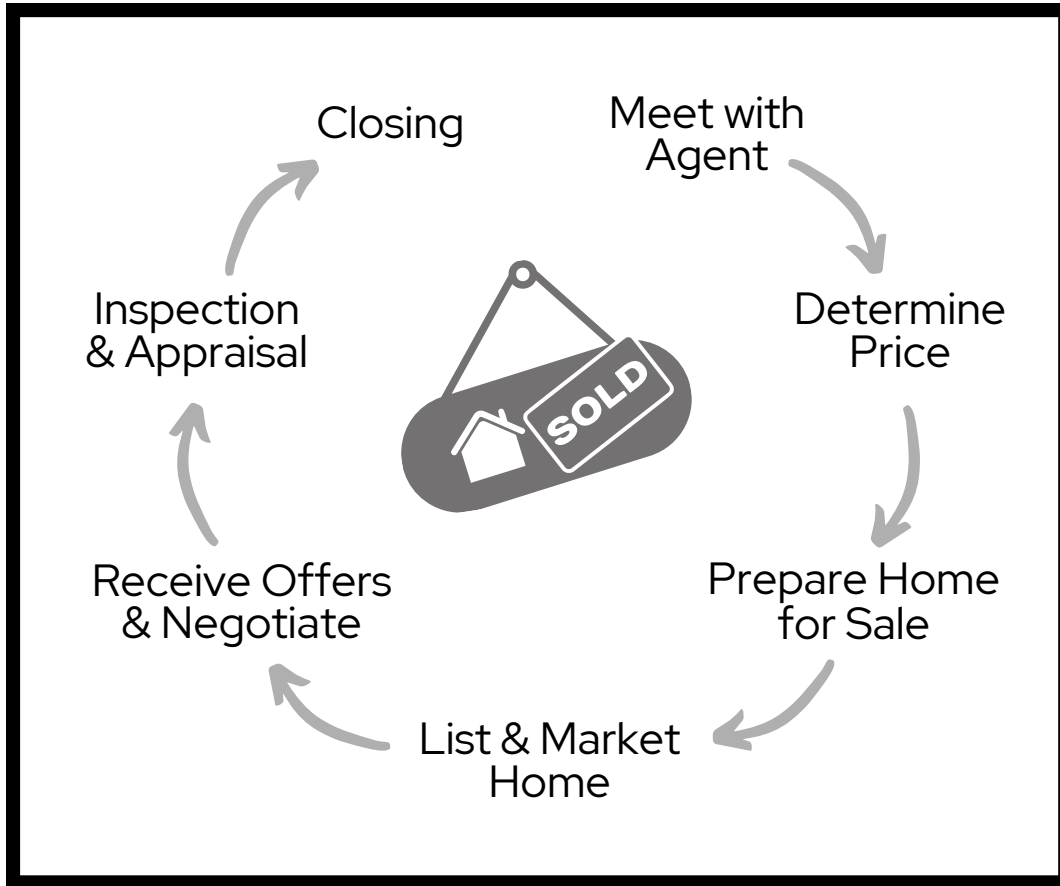 Meet with
Agent
Determine
Price
Prepare Home
for Sale
List & Market
Home
Receive Offers
& Negotiate
Inspection
& Appraisal
Closing
SOLD